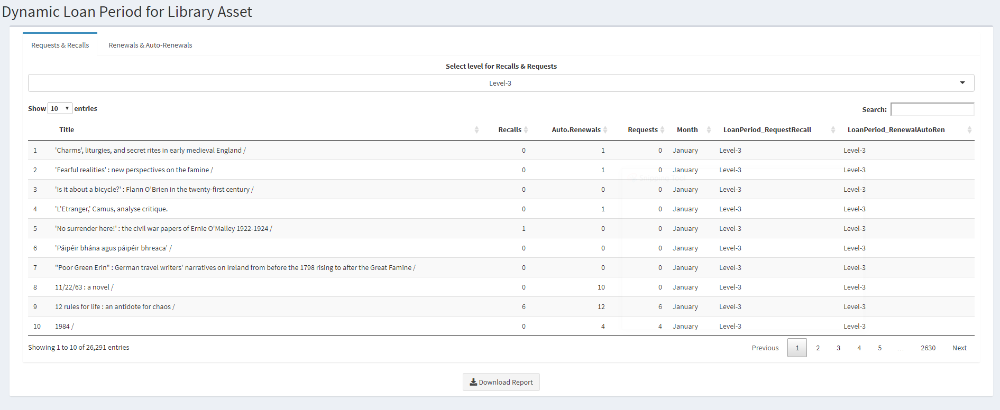 Dynamic Loan Period for Library Asset
Requests & Recalls Renewals & Auto-Renewals
Select level for Recalls & Requests
Level-3
Show 10 entries Search:
Title Recalls Auto.Renewals Requests Month LoanPeriod_RequestRecall LoanPeriod_RenewalAutoRen
1 'Charms', liturgies, and secret rites in early medieval England / 0 1 0 January Level-3 Level-3
2 'Fearful realities' : new perspectives on the famine / 0 1 0 January Level-3 Level-3
Snipping Tool
3 'Is it about a bicycle?' : Flann O'Brien in the twenty-first century / 0 0 0 January Level-3 Level-3
4 'L'Etranger,' Camus, analyse critique. 0 1 0 January Level-3 Level-3
5 'No surrender here!' : the civil war papers of Ernie O'Malley 1922-1924 / 1 0 0 January Level-3 Level-3
6 'Páipéir bhána agus páipéir bhreaca' / 0 0 0 January Level-3 Level-3
7 "Poor Green Erin" : German travel writers' narratives on Ireland from before the 1798 rising to after the Great Famine / 0 0 0 January Level-3 Level-3
8 11/22/63 : a novel / 0 10 0 January Level-3 Level-3
9 12 rules for life : an antidote for chaos / 6 12 6 January Level-3 Level-3
10 1984 / 0 4 4 January Level-3 Level-3
Showing 1 to 10 of 26,291 entries Previous 1 2 3 4 5 … 2630 Next
Download Report